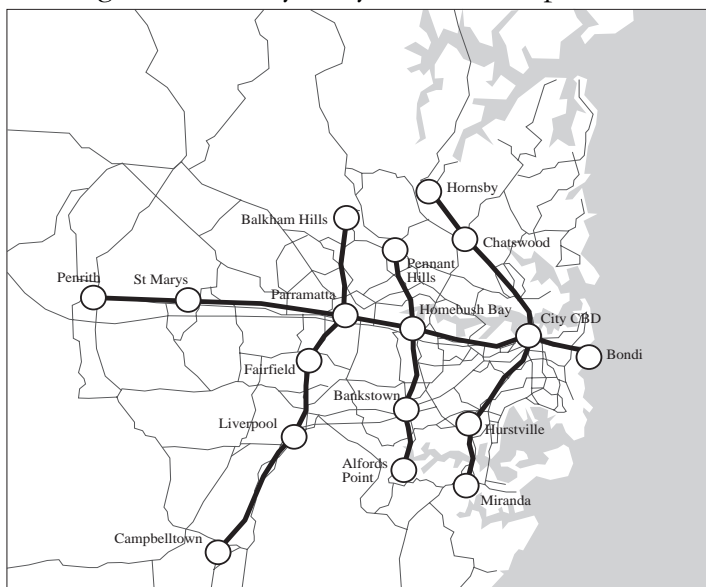 Hornsby
Balkham Hills
Chatswood
Pennant
Hills
Penrith
St Marys
Parramatta
Homebush Bay
City CBD
Bondi
Fairfield
Bankstown
Liverpool
Hurstville
Alfords
Point
Miranda
Campbelltown